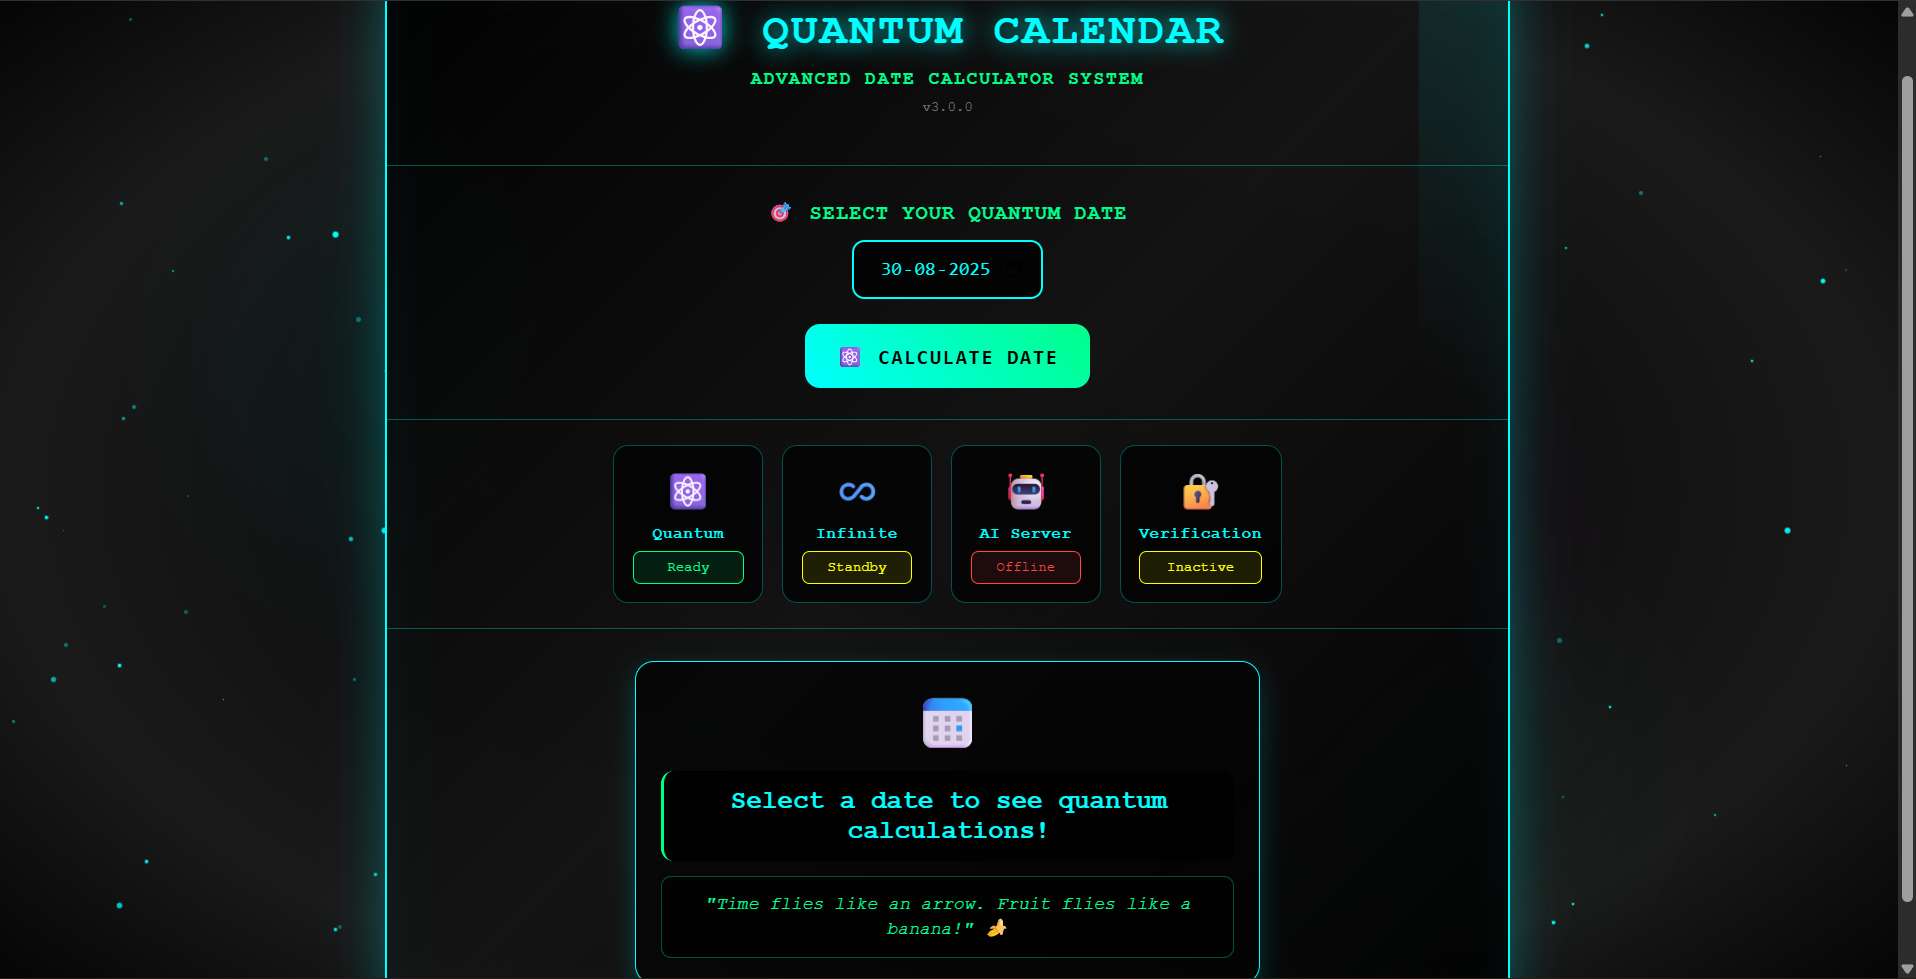 QUANTUM CALENDAR
ADVANCED DATE CALCULATOR SYSTEM
v3.0.0
SELECT YOUR QUANTUM DATE
30-08-2025
CALCULATE DATE
Quantum
Ready
Infinite
Standby
AI Server
Offline
Verification
Inactive
Select a date to see quantum
calculations!
"Time flies like an arrow. Fruit flies like a
banana!" 🍌